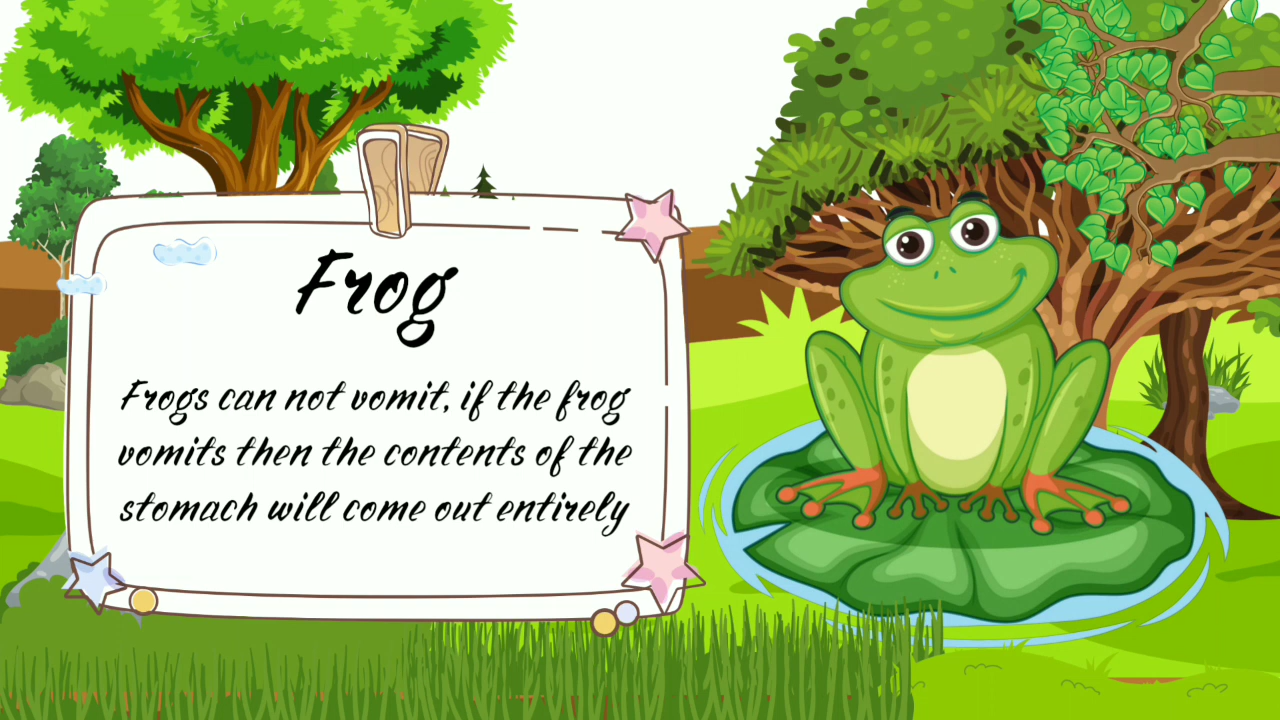 Frog
Frogs can not vomit, if the frog
vomits then the contents of the
stomach will come out entirely